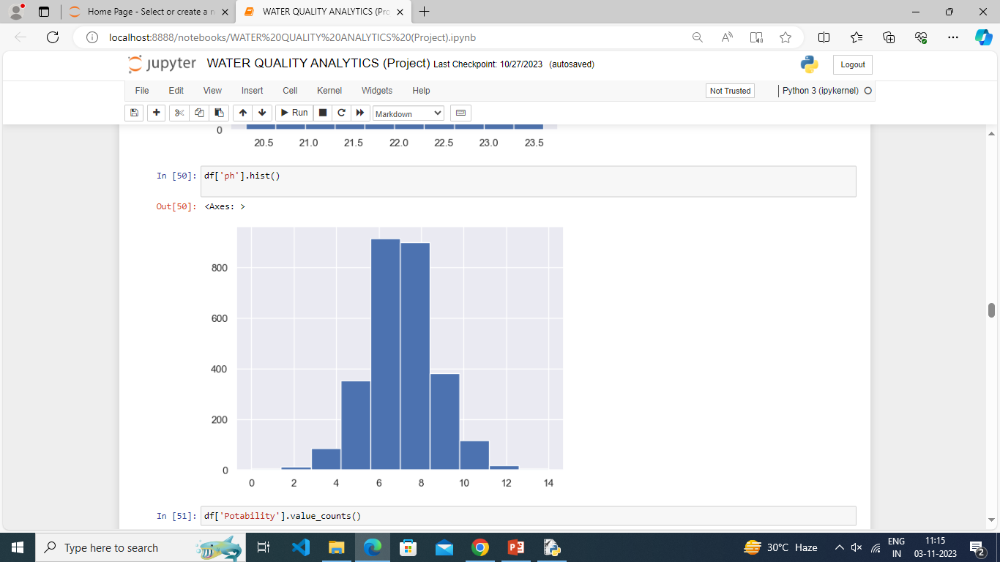 Home Page - Select or create a n
WATER QUALITY ANALYTICS (Pro
localhost:8888/notebooks/WATER%20QUALITY%20ANALYTICS%20(Project).ipynb
jupyter WATER QUALITY ANALYTICS (Project) Last Checkpoint: 10/27/2023 (autosaved)
Logout
File Edit View Insert Cell Kernel Widgets Help
Not Trusted
Python 3 (ipykernel)
Run
Markdown
0
20.5 21.0 21.5 22.0 22.5 23.0 23.5
In [50]: df['ph'].hist()
Out[50]: <Axes: >
800
600
400
200
0
0 2 4 6 8 10 12 14
In [51]: df['Potability'].value_counts()
Type here to search
30°C Haze
ENG
IN
11:15
03-11-2023
2